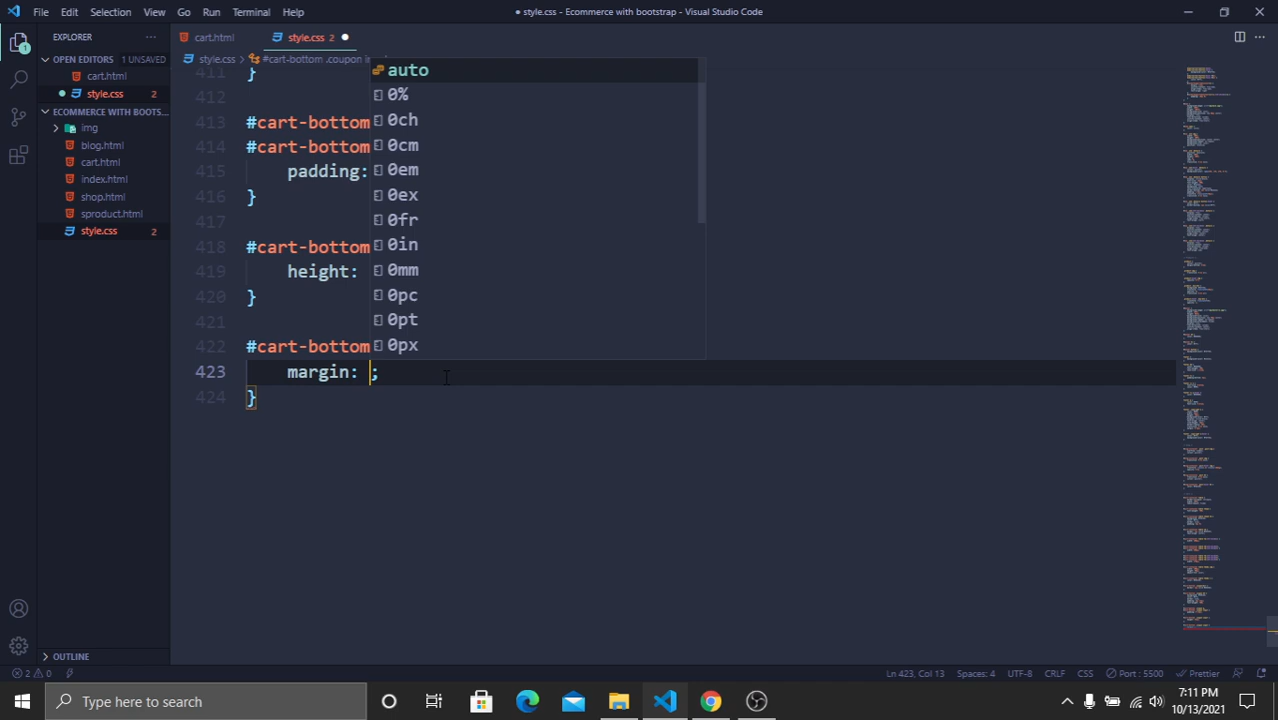 File Edit Selection View Go Run Terminal Help
● style.css - Ecommerce with bootstrap - Visual Studio Code
EXPLORER
OPEN EDITORS 1 UNSAVED
cart.html
style.css 2
ECOMMERCE WITH BOOTS...
img
blog.html
cart.html
index.html
shop.html
sproduct.html
style.css 2
OUTLINE
cart.html
style.css 2 ●
style.css > #cart-bottom .coupon in
411 }
412
413 #cart-bottom
414 #cart-bottom
415 padding:
416 }
417
418 #cart-bottom
419 height:
420 }
421
422 #cart-bottom
423 margin: ;
424 }
auto
0%
0ch
0cm
0em
0ex
0fr
0in
0mm
0pc
0pt
0px
2 0
Ln 423, Col 13 Spaces: 4 UTF-8 CRLF CSS Port : 5500 Prettier
Type here to search
7:11 PM
10/13/2021
1